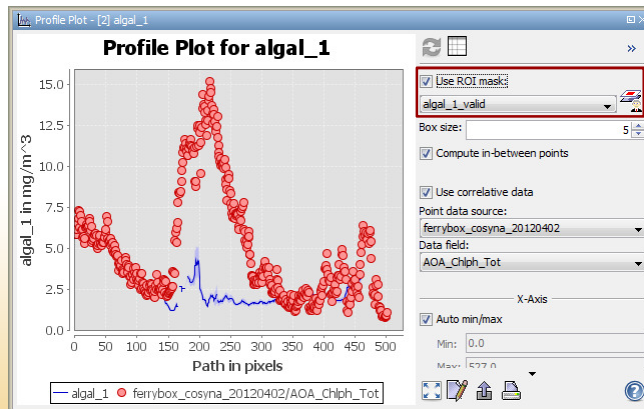 Profile Plot - [2] algal_1
Profile Plot for algal_1
algal_1 in mg/m^3
15.0
12.5
10.0
7.5
5.0
2.5
0.0
0 50 100 150 200 250 300 350 400 450 500
Path in pixels
algal_1 ferrybox_cosyna_20120402/AOA_Chlph_Tot
»
Use ROI mask:
algal_1_valid
Box size: 5
Compute in-between points
Use correlative data
Point data source:
ferrybox_cosyna_20120402
Data field:
AOA_Chlph_Tot
X-Axis
Auto min/max
Min: 0.0
Max: 527.0
?